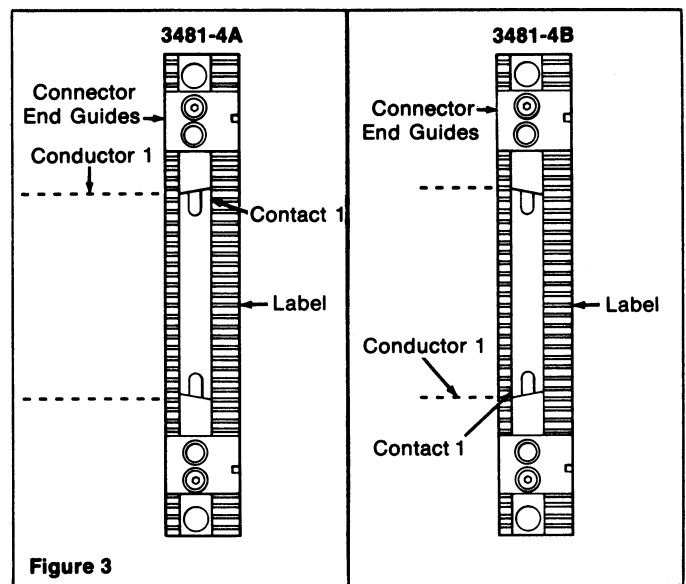 3481-4A
Connector
End Guides
Conductor 1
Contact 1
Label
Figure 3
3481-4B
Connector
End Guides
Label
Conductor 1
Contact 1